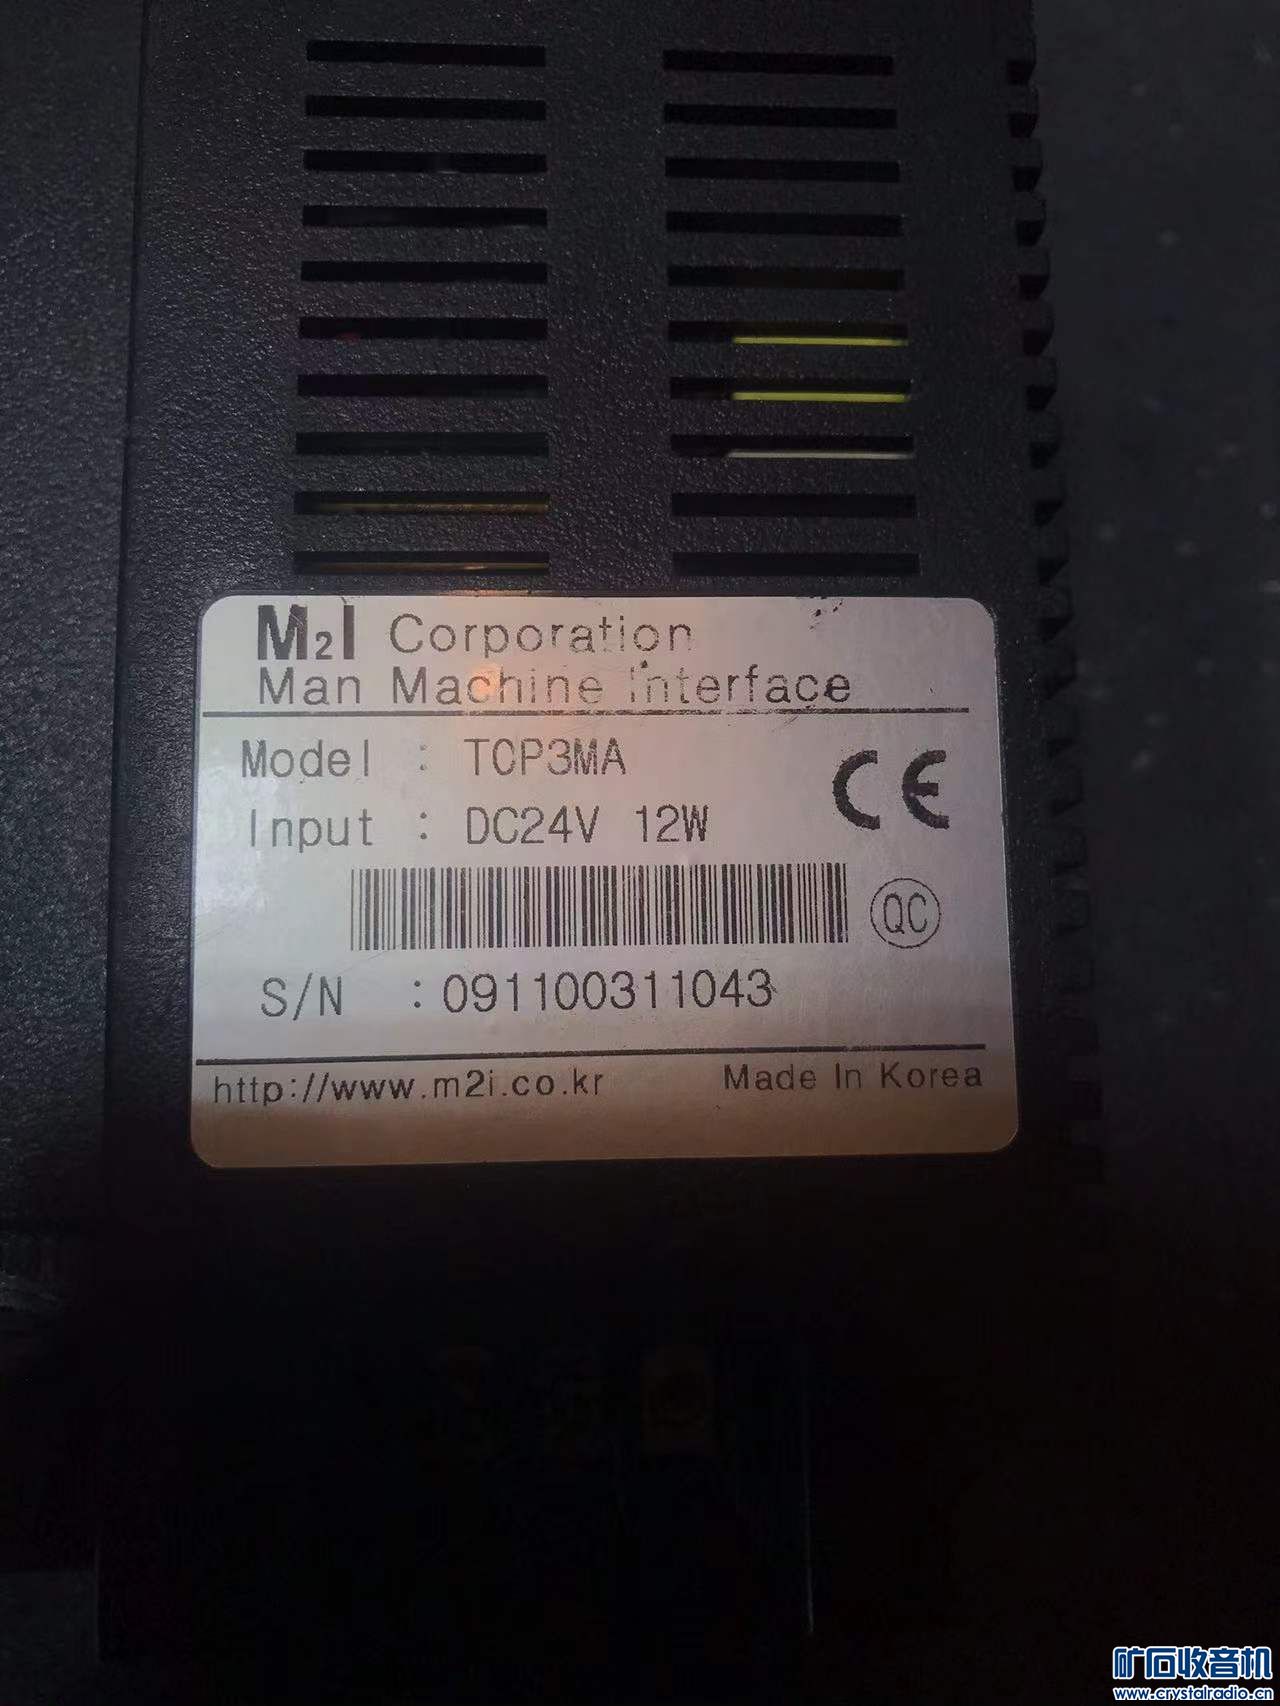 M2I Corporation
Man Machine Interface
Model : TCP3MA
Input : DC24V 12W
QC
S/N : 091100311043
http://www.m2i.co.kr Made In Korea
CE
矿石收音机
www.crystalradio.cn